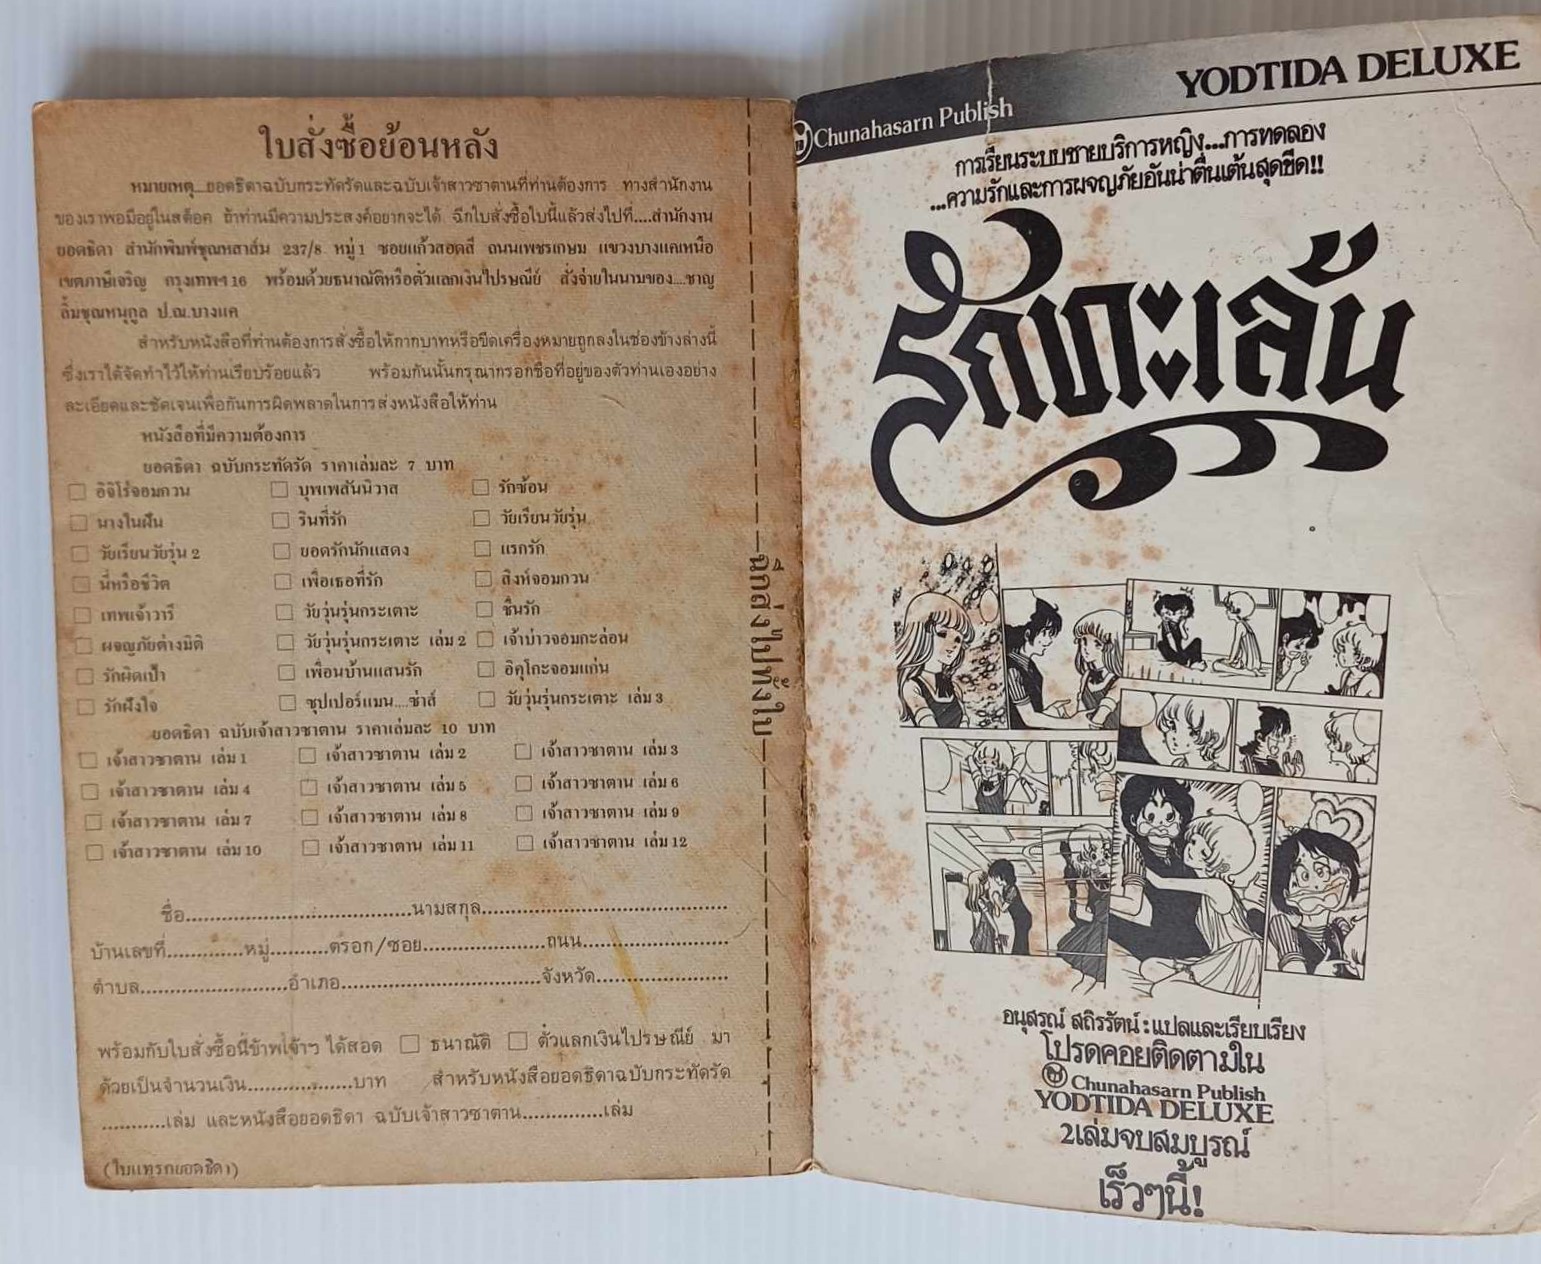 ใบสั่งซื้อย้อนหลัง
หมายเหตุ....ยอดธิดาฉบับกระทัดรัดและฉบับเจ้าสาวซาตานที่ท่านต้องการ ทางสำนักงาน
ของเราพอมีอยู่ในสต็อค ถ้าท่านมีความประสงค์อยากจะได้ ฉีกใบสั่งซื้อใบนี้แล้วส่งไปที่....สำนักงาน
ยอดธิดา สำนักพิมพ์ชุณหสาส์น 237/8 หมู่ 1 ซอยแก้วสอดสี ถนนเพชรเกษม แขวงบางแคเหนือ
เขตภาษีเจริญ กรุงเทพฯ 16 พร้อมด้วยธนาณัติหรือตัวแลกเงินไปรษณีย์ สั่งจ่ายในนามของ....ชาญ
ลิ้มชุณหนุกูล ป.ณ.บางแค
สำหรับหนังสือที่ท่านต้องการสั่งซื้อให้กากบาทหรือขีดเครื่องหมายถูกลงในช่องข้างล่างนี้
ซึ่งเราได้จัดทำไว้ให้ท่านเรียบร้อยแล้ว พร้อมกันนั้นกรุณากรอกชื่อที่อยู่ของตัวท่านเองอย่าง
ละเอียดและชัดเจนเพื่อกันการผิดพลาดในการส่งหนังสือให้ท่าน
หนังสือที่มีความต้องการ
ยอดธิดา ฉบับกระทัดรัด ราคาเล่มละ 7 บาท
☐ อิจิโร่จอมกวน ☐ บุพเพสันนิวาส ☐ รักซ้อน
☐ นางในฝัน ☐ รินที่รัก ☐ วัยเรียนวัยรุ่น
☐ วัยเรียนวัยรุ่น 2 ☐ ยอดรักนักแสดง ☐ แรกรัก
☐ นี่หรือชีวิต ☐ เพื่อเธอที่รัก ☐ สิงห์จอมกวน
☐ เทพเจ้าวารี ☐ วัยวุ่นรุ่นกระเตาะ ☐ ชื่นรัก
☐ ผจญภัยต่างมิติ ☐ วัยวุ่นรุ่นกระเตาะ เล่ม 2 ☐ เจ้าบ่าวจอมกะล่อน
☐ รักผิดเป้า ☐ เพื่อนบ้านแสนรัก ☐ อิคุโกะจอมแก่น
☐ รักฝังใจ ☐ ซุปเปอร์แมน....ซ่าส์ ☐ วัยวุ่นรุ่นกระเตาะ เล่ม 3
ยอดธิดา ฉบับเจ้าสาวซาตาน ราคาเล่มละ 10 บาท
☐ เจ้าสาวซาตาน เล่ม 1 ☐ เจ้าสาวซาตาน เล่ม 2 ☐ เจ้าสาวซาตาน เล่ม 3
☐ เจ้าสาวซาตาน เล่ม 4 ☐ เจ้าสาวซาตาน เล่ม 5 ☐ เจ้าสาวซาตาน เล่ม 6
☐ เจ้าสาวซาตาน เล่ม 7 ☐ เจ้าสาวซาตาน เล่ม 8 ☐ เจ้าสาวซาตาน เล่ม 9
☐ เจ้าสาวซาตาน เล่ม 10 ☐ เจ้าสาวซาตาน เล่ม 11 ☐ เจ้าสาวซาตาน เล่ม 12
ชื่อ......................................นามสกุล..........................................
บ้านเลขที่.............หมู่..........ตรอก/ซอย.....................ถนน.........................
ตำบล.........................อำเภอ..................................จังหวัด.......................
พร้อมกับใบสั่งซื้อนี้ข้าพเจ้าฯ ได้สอด ☐ ธนาณัติ ☐ ตั๋วแลกเงินไปรษณีย์ มา
ด้วยเป็นจำนวนเงิน..................บาท สำหรับหนังสือยอดธิดาฉบับกระทัดรัด
...........เล่ม และหนังสือยอดธิดา ฉบับเจ้าสาวซาตาน.............เล่ม
(ใบแทรกยอดธิดา)
ฉีกส่งไปทั้งใบ
YODTIDA DELUXE
Chunahasarn Publish
การเรียนระบบชายบริการหญิง...การทดลอง
...ความรักและการผจญภัยอันน่าตื่นเต้นสุดขีด!!
รักทะเล้น
อนุสรณ์ สถิรรัตน์ : แปลและเรียบเรียง
โปรดคอยติดตามใน
Chunahasarn Publish
YODTIDA DELUXE
2เล่มจบสมบูรณ์
เร็วๆนี้!